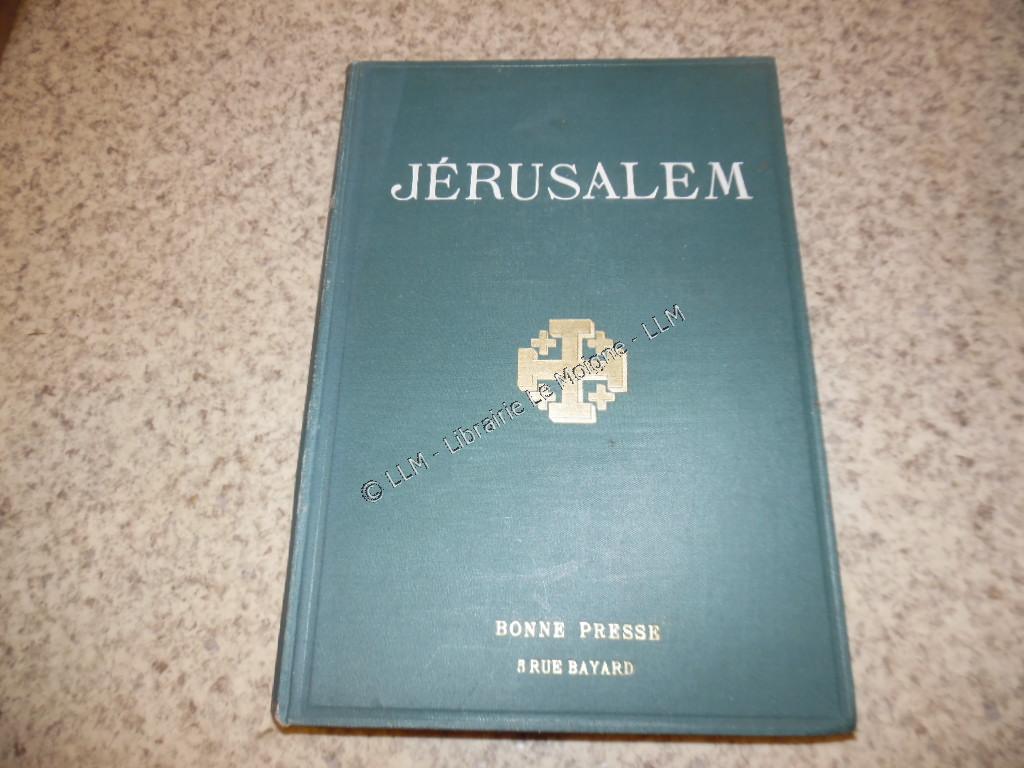 JÉRUSALEM
© LLM - Librairie Le Moigne - LLM
BONNE PRESSE
5 RUE BAYARD